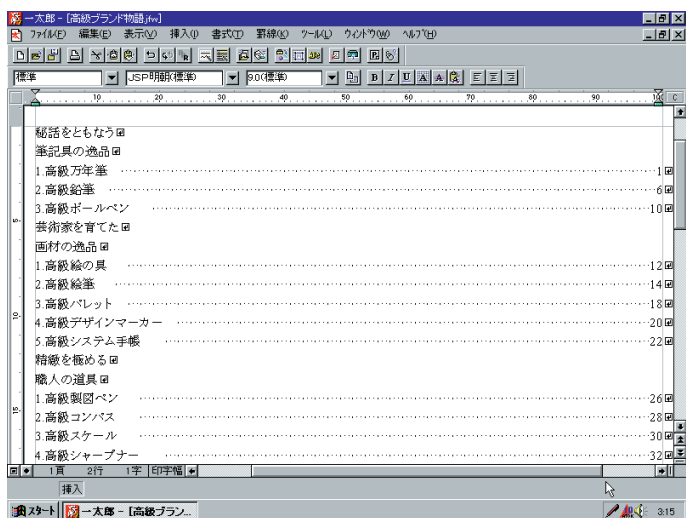 一太郎 - [高級ブランド物語.jfw]
ファイル(F) 編集(E) 表示(V) 挿入(I) 書式(T) 罫線(K) ツール(L) ウィンドウ(W) ヘルプ(H)
標準 JSP明朝(標準) 9.0(標準) B I U A A
10 20 30 40 50 60 70 80 90 100 C
秘話をともなう
筆記具の逸品
1.高級万年筆 1
2.高級鉛筆 6
3.高級ボールペン 10
芸術家を育てた
画材の逸品
1.高級絵の具 12
2.高級絵筆 14
3.高級パレット 18
4.高級デザインマーカー 20
5.高級システム手帳 22
精緻を極める
職人の道具
1.高級製図ペン 26
2.高級コンパス 28
3.高級スケール 30
4.高級シャープナー 32
1頁 2行 1字 印字幅
挿入
スタート 一太郎 - [高級ブラン... 3:15